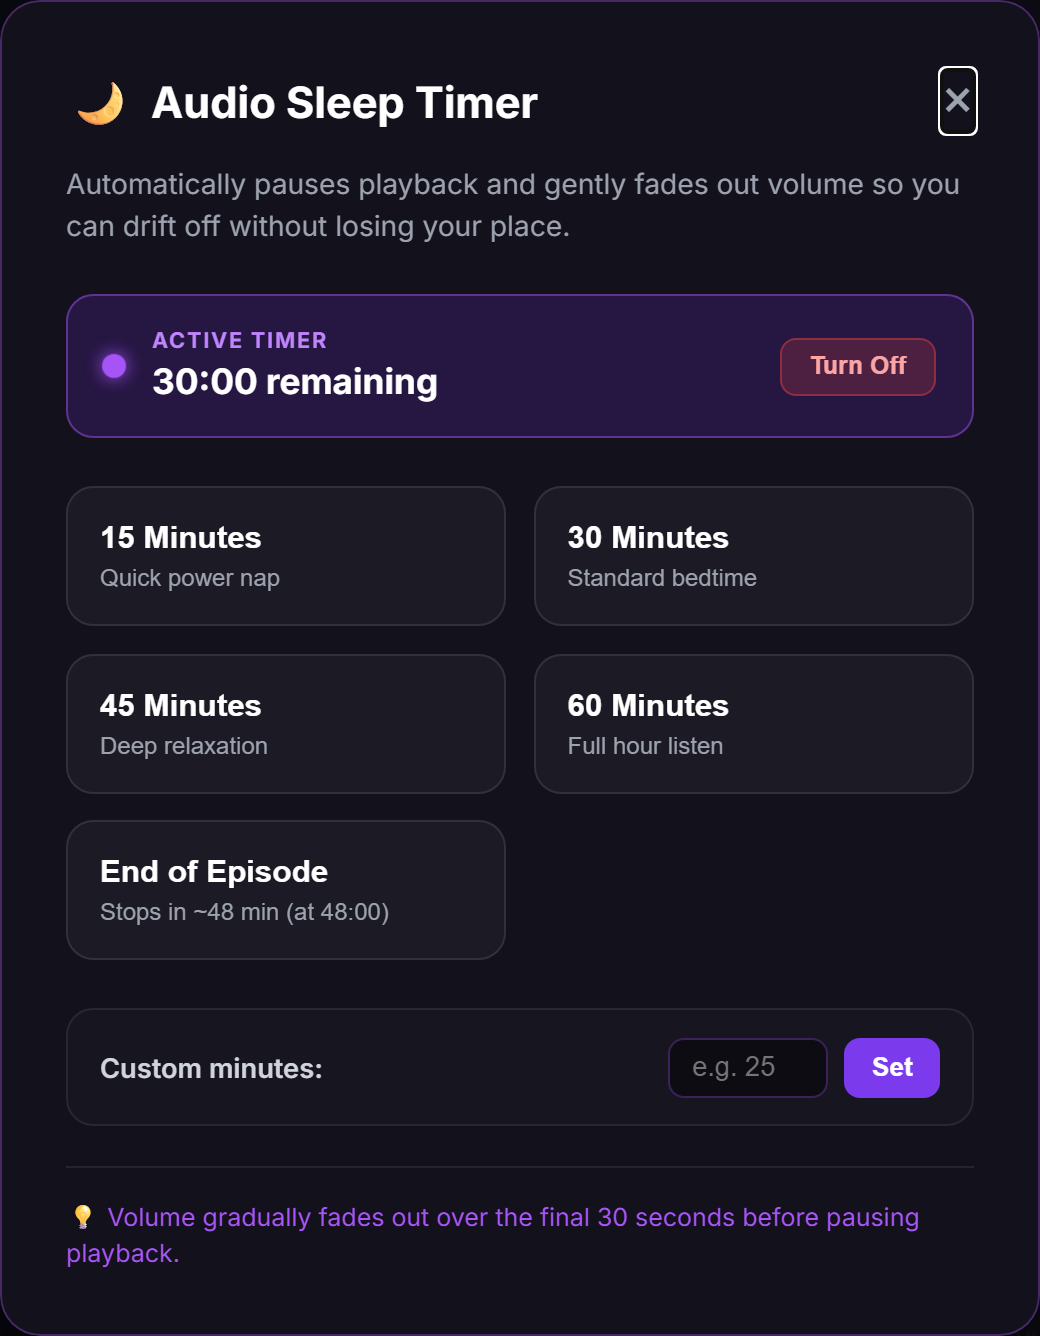 Audio Sleep Timer
×
Automatically pauses playback and gently fades out volume so you
can drift off without losing your place.
ACTIVE TIMER
30:00 remaining
Turn Off
15 Minutes
Quick power nap
30 Minutes
Standard bedtime
45 Minutes
Deep relaxation
60 Minutes
Full hour listen
End of Episode
Stops in ~48 min (at 48:00)
Custom minutes:
e.g. 25
Set
Volume gradually fades out over the final 30 seconds before pausing
playback.